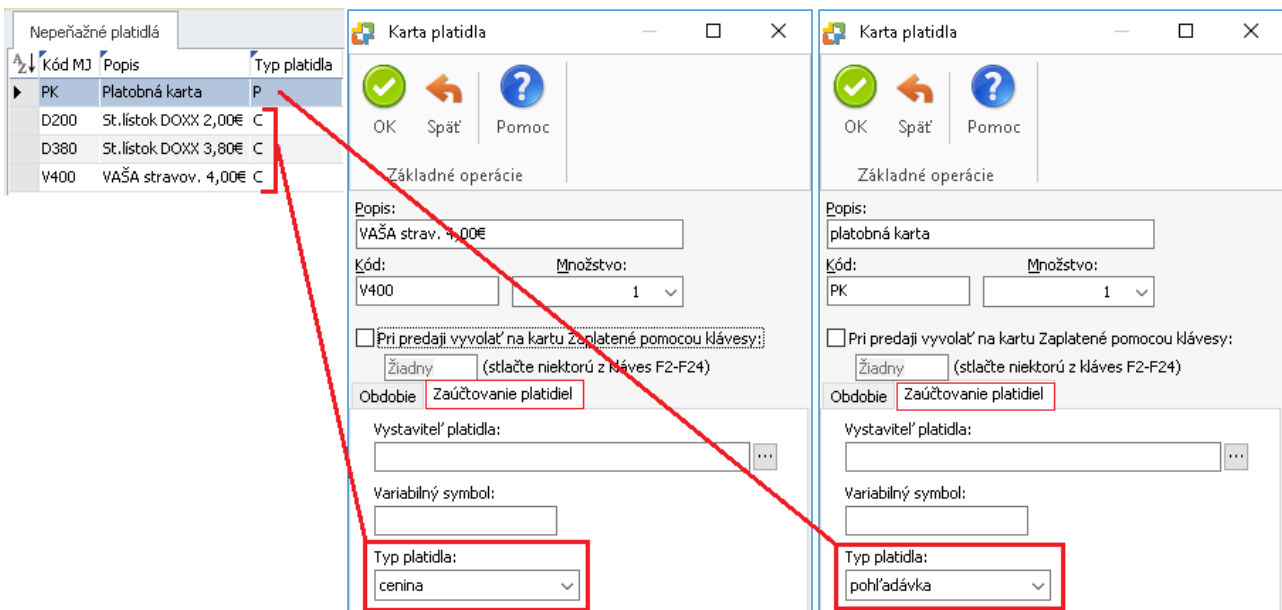 Nepeňažné platidlá
Kód MJ Popis Typ platidla
PK Platobná karta P
D200 St.lístok DOXX 2,00€ C
D380 St.lístok DOXX 3,80€ C
V400 VAŠA stravov. 4,00€ C
Karta platidla
OK Späť Pomoc
Základné operácie
Popis:
VAŠA strav. 4,00€
Kód: Množstvo:
V400 1
Pri predaji vyvolať na kartu Zaplatené pomocou klávesy:
Žiadny (stlačte niektorú z kláves F2-F24)
Obdobie Zaúčtovanie platidiel
Vystaviteľ platidla:
...
Variabilný symbol:
Typ platidla:
cenina
Karta platidla
OK Späť Pomoc
Základné operácie
Popis:
platobná karta
Kód: Množstvo:
PK 1
Pri predaji vyvolať na kartu Zaplatené pomocou klávesy:
Žiadny (stlačte niektorú z kláves F2-F24)
Obdobie Zaúčtovanie platidiel
Vystaviteľ platidla:
...
Variabilný symbol:
Typ platidla:
pohľadávka